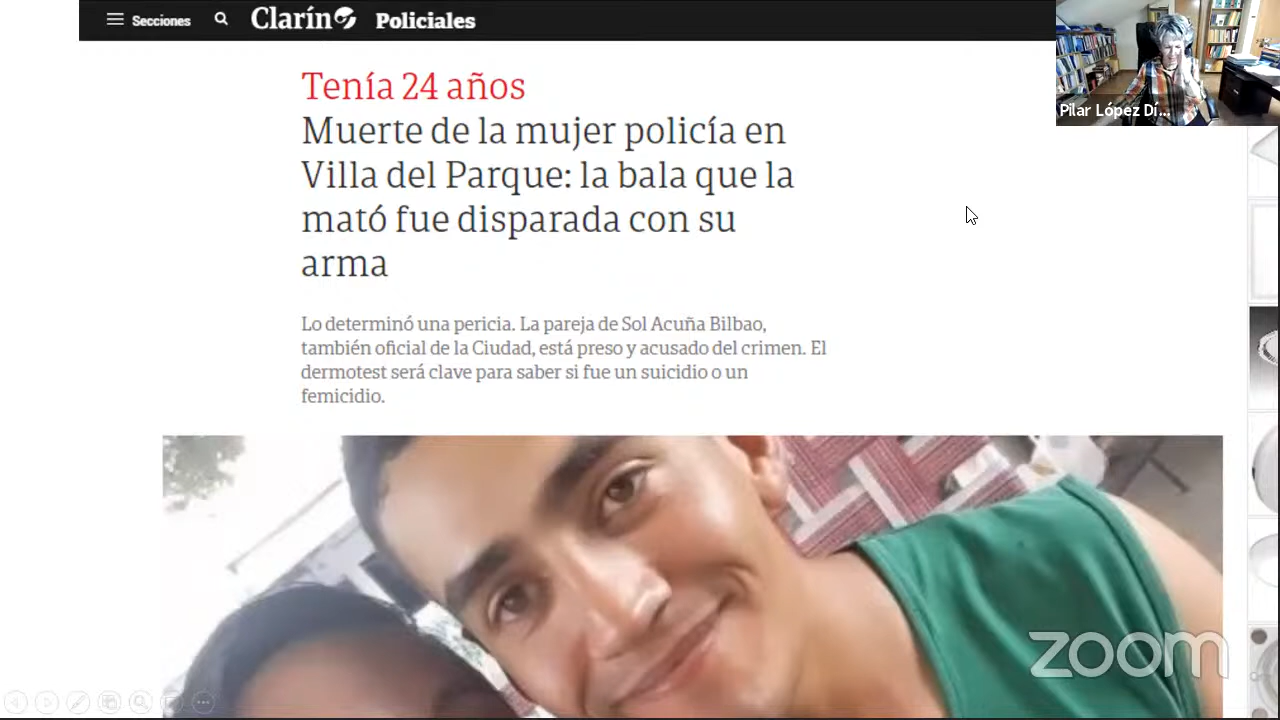 Secciones
Clarín
Policiales
Pilar López Dí...
Tenía 24 años
Muerte de la mujer policía en
Villa del Parque: la bala que la
mató fue disparada con su
arma
Lo determinó una pericia. La pareja de Sol Acuña Bilbao,
también oficial de la Ciudad, está preso y acusado del crimen. El
dermotest será clave para saber si fue un suicidio o un
femicidio.
zoom